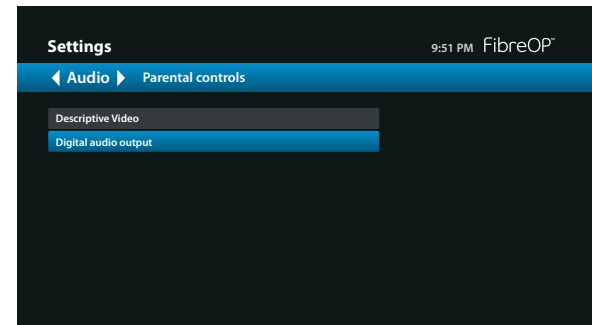 Settings 9:51 PM FibreOP™
Audio Parental controls
Descriptive Video
Digital audio output